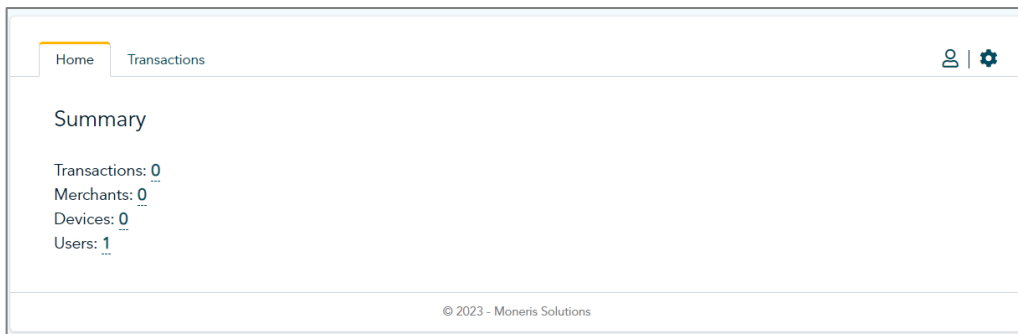 Home Transactions |
Summary
Transactions: 0
Merchants: 0
Devices: 0
Users: 1
© 2023 - Moneris Solutions